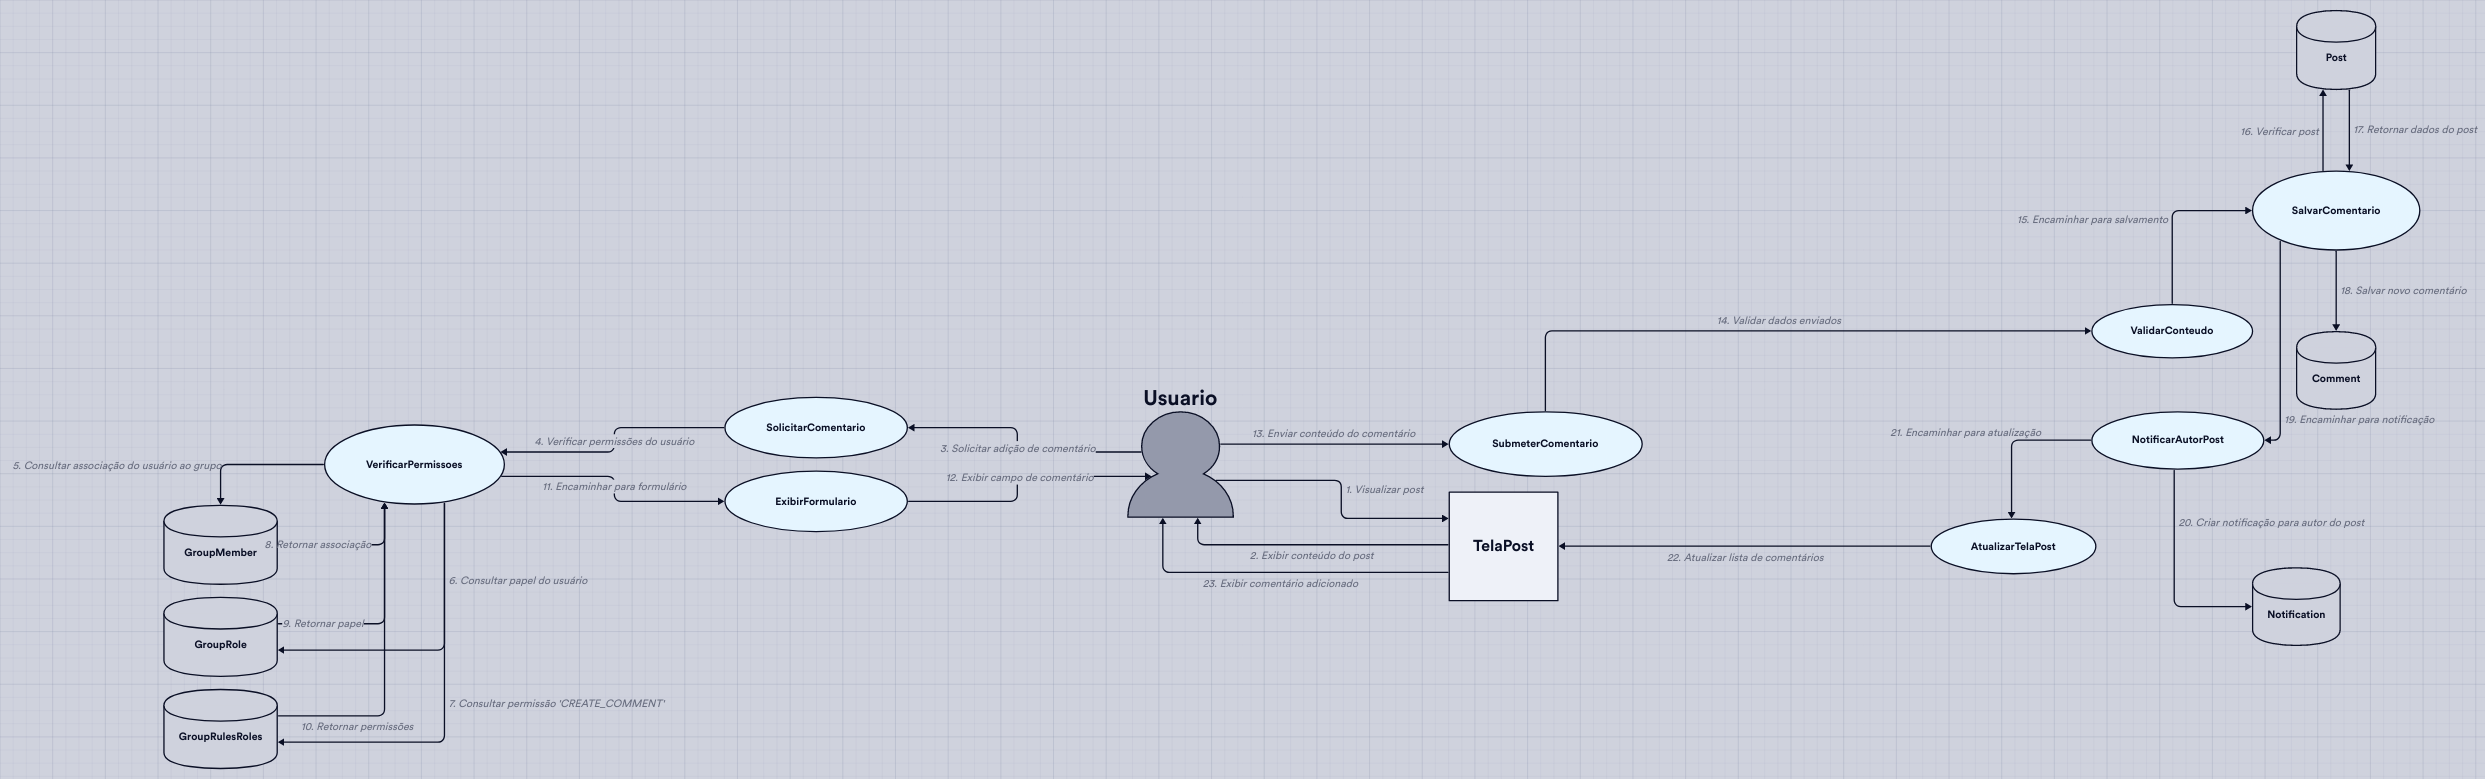 Post
16. Verificar post
17. Retornar dados do post
SalvarComentario
15. Encaminhar para salvamento
18. Salvar novo comentário
14. Validar dados enviados
ValidarConteudo
Comment
Usuario
SolicitarComentario
4. Verificar permissões do usuário
3. Solicitar adição de comentário
13. Enviar conteúdo do comentário
SubmeterComentario
19. Encaminhar para notificação
21. Encaminhar para atualização
NotificarAutorPost
5. Consultar associação do usuário ao grupo
VerificarPermissoes
11. Encaminhar para formulário
12. Exibir campo de comentário
ExibirFormulario
1. Visualizar post
20. Criar notificação para autor do post
GroupMember
8. Retornar associação
2. Exibir conteúdo do post
TelaPost
22. Atualizar lista de comentários
AtualizarTelaPost
6. Consultar papel do usuário
23. Exibir comentário adicionado
9. Retornar papel
Notification
GroupRole
7. Consultar permissão 'CREATE_COMMENT'
10. Retornar permissões
GroupRulesRoles